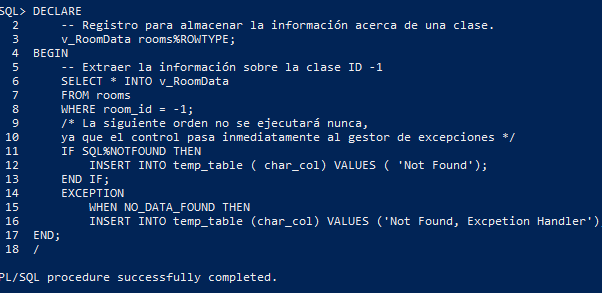 SQL> DECLARE
2 -- Registro para almacenar la información acerca de una clase.
3 v_RoomData rooms%ROWTYPE;
4 BEGIN
5 -- Extraer la información sobre la clase ID -1
6 SELECT * INTO v_RoomData
7 FROM rooms
8 WHERE room_id = -1;
9 /* La siguiente orden no se ejecutará nunca,
10 ya que el control pasa inmediatamente al gestor de excepciones */
11 IF SQL%NOTFOUND THEN
12 INSERT INTO temp_table ( char_col) VALUES ( 'Not Found');
13 END IF;
14 EXCEPTION
15 WHEN NO_DATA_FOUND THEN
16 INSERT INTO temp_table (char_col) VALUES ('Not Found, Excpetion Handler')
17 END;
18 /
PL/SQL procedure successfully completed.